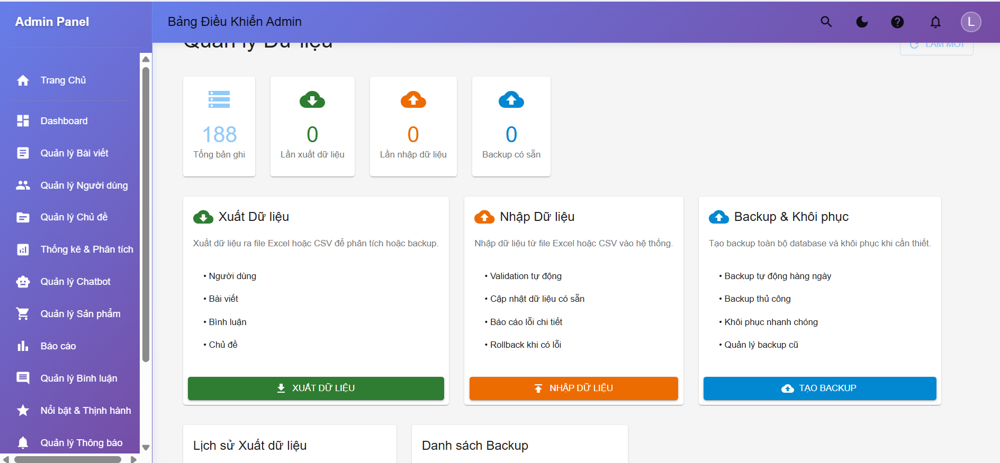 Admin Panel
Bảng Điều Khiển Admin
L
Quản lý Dữ liệu
LÀM MỚI
Trang Chủ
Dashboard
Quản lý Bài viết
Quản lý Người dùng
Quản lý Chủ đề
Thống kê & Phân tích
Quản lý Chatbot
Quản lý Sản phẩm
Báo cáo
Quản lý Bình luận
Nổi bật & Thịnh hành
Quản lý Thông báo
188
Tổng bản ghi
0
Lần xuất dữ liệu
0
Lần nhập dữ liệu
0
Backup có sẵn
Xuất Dữ liệu
Xuất dữ liệu ra file Excel hoặc CSV để phân tích hoặc backup.
• Người dùng
• Bài viết
• Bình luận
• Chủ đề
XUẤT DỮ LIỆU
Nhập Dữ liệu
Nhập dữ liệu từ file Excel hoặc CSV vào hệ thống.
• Validation tự động
• Cập nhật dữ liệu có sẵn
• Báo cáo lỗi chi tiết
• Rollback khi có lỗi
NHẬP DỮ LIỆU
Backup & Khôi phục
Tạo backup toàn bộ database và khôi phục khi cần thiết.
• Backup tự động hàng ngày
• Backup thủ công
• Khôi phục nhanh chóng
• Quản lý backup cũ
TẠO BACKUP
Lịch sử Xuất dữ liệu
Danh sách Backup